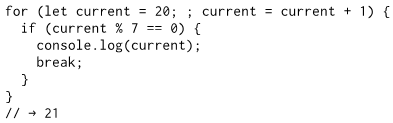 for (let current = 20; ; current = current + 1) {
  if (current % 7 == 0) {
    console.log(current);
    break;
  }
}
// → 21